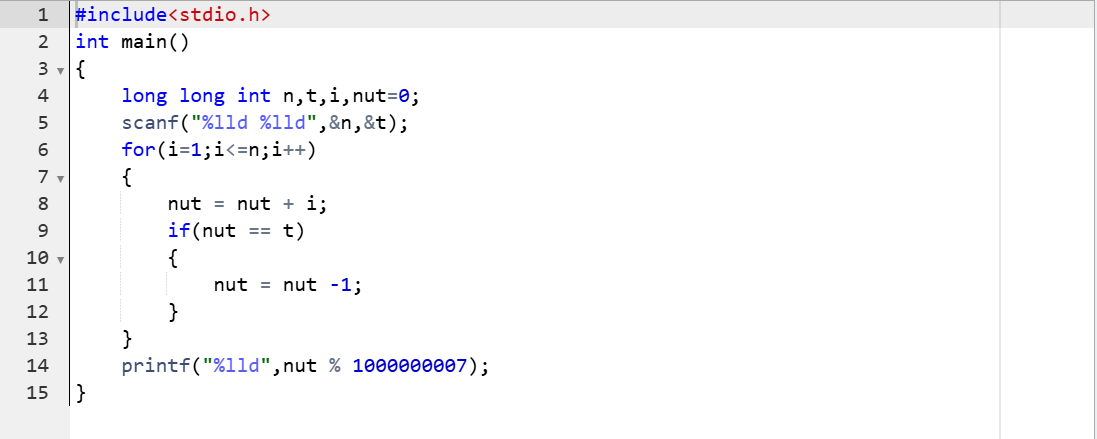 1 #include<stdio.h>
2 int main()
3 {
4 long long int n,t,i,nut=0;
5 scanf("%lld %lld",&n,&t);
6 for(i=1;i<=n;i++)
7 {
8 nut = nut + i;
9 if(nut == t)
10 {
11 nut = nut -1;
12 }
13 }
14 printf("%lld",nut % 1000000007);
15 }